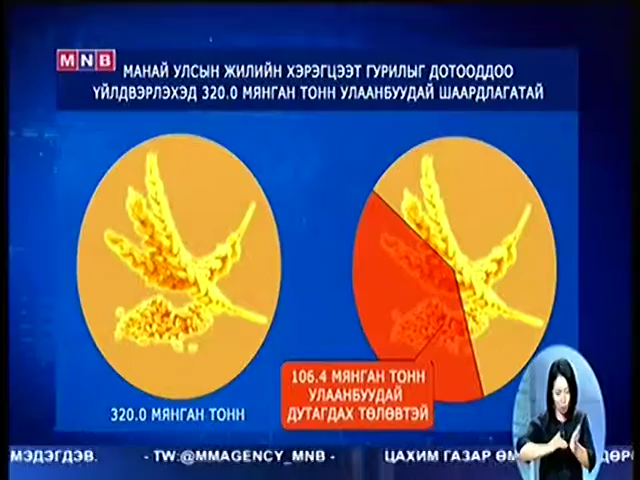 MNB
МАНАЙ УЛСЫН ЖИЛИЙН ХЭРЭГЦЭЭТ ГУРИЛЫГ ДОТООДДОО
ҮЙЛДВЭРЛЭХЭД 320.0 МЯНГАН ТОНН УЛААНБУУДАЙ ШААРДЛАГАТАЙ
320.0 МЯНГАН ТОНН
106.4 МЯНГАН ТОНН
УЛААНБУУДАЙ
ДУТАГДАХ ТӨЛӨВТЭЙ
МЭДЭГДЭВ. - TW:@MMAGENCY_MNB - ЦАХИМ ГАЗАР